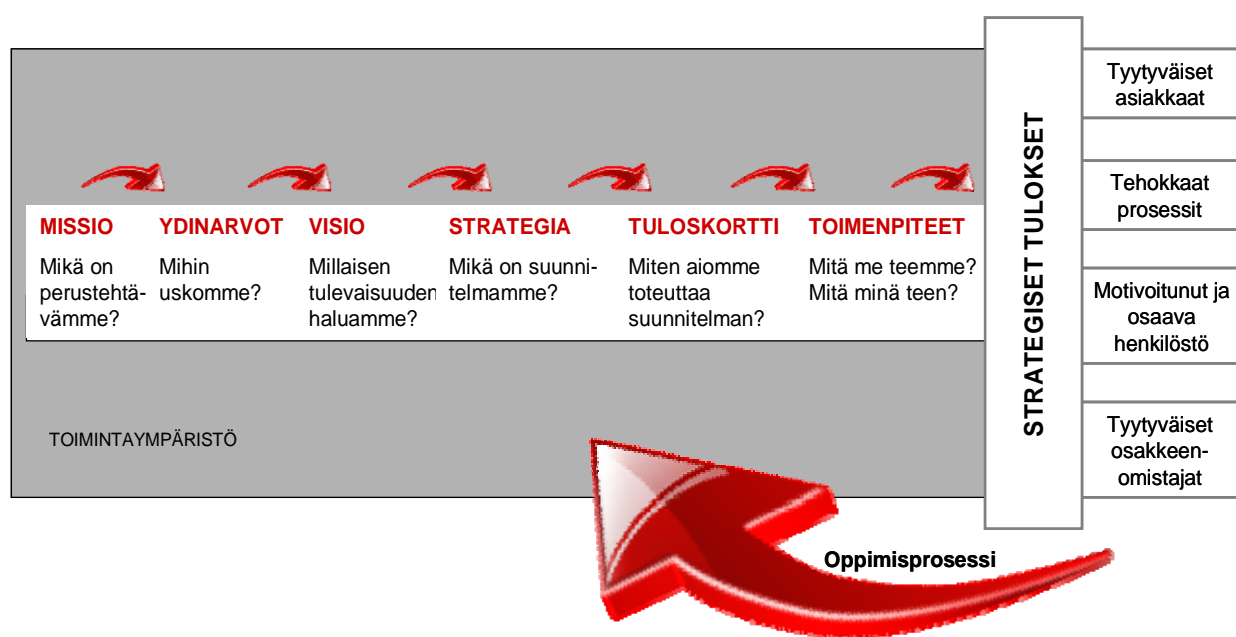 MISSIO
Mikä on
perustehtä-
vämme?
YDINARVOT
Mihin
uskomme?
VISIO
Millaisen
tulevaisuuden
haluamme?
STRATEGIA
Mikä on suunni-
telmamme?
TULOSKORTTI
Miten aiomme
toteuttaa
suunnitelman?
TOIMENPITEET
Mitä me teemme?
Mitä minä teen?
TOIMINTAYMPÄRISTÖ
STRATEGISET TULOKSET
Tyytyväiset
asiakkaat
Tehokkaat
prosessit
Motivoitunut ja
osaava
henkilöstö
Tyytyväiset
osakkeen-
omistajat
Oppimisprosessi